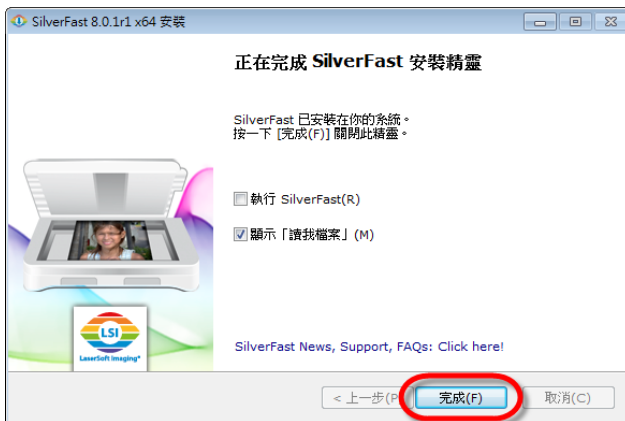 SilverFast 8.0.1r1 x64 安裝
正在完成 SilverFast 安裝精靈
SilverFast 已安裝在你的系統。
按一下 [完成(F)] 關閉此精靈。
執行 SilverFast(R)
顯示「讀我檔案」(M)
LSI
LaserSoft Imaging
SilverFast News, Support, FAQs: Click here!
< 上一步(P
完成(F)
取消(C)